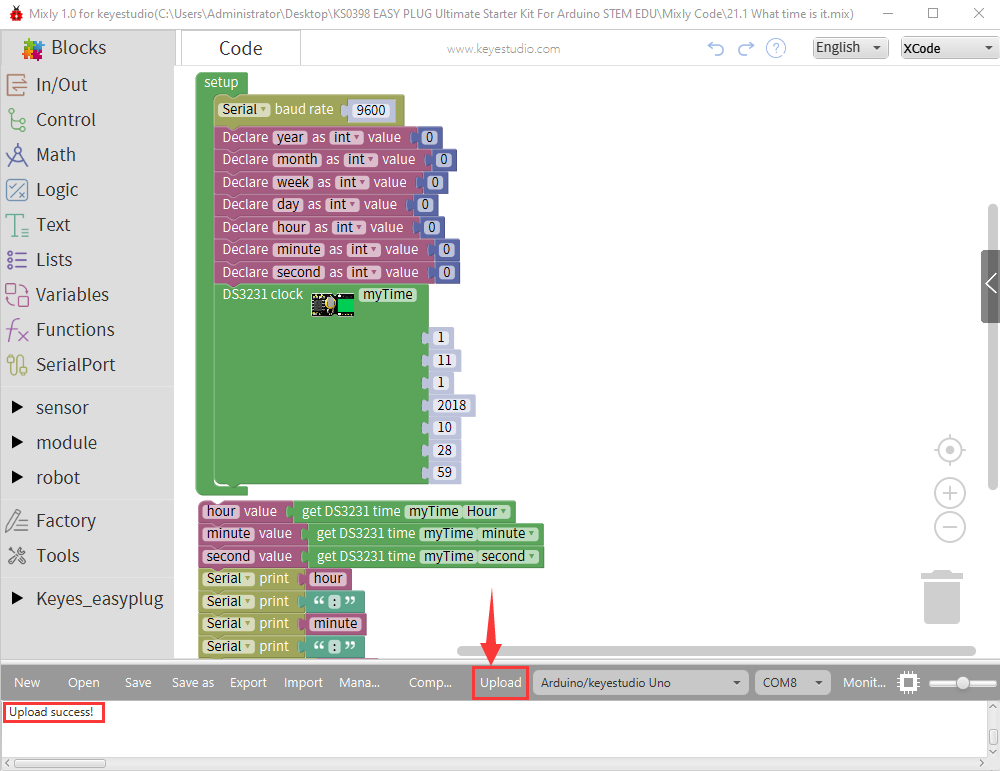 Mixly 1.0 for keyestudio(C:\Users\Administrator\Desktop\KS0398 EASY PLUG Ultimate Starter Kit For Arduino STEM EDU\Mixly Code\21.1 What time is it.mix)
Blocks
Code
www.keyestudio.com
?
English
XCode
In/Out
Control
Math
Logic
Text
Lists
Variables
Functions
SerialPort
sensor
module
robot
Factory
Tools
Keyes_easyplug
setup
Serial baud rate 9600
Declare year as int value 0
Declare month as int value 0
Declare week as int value 0
Declare day as int value 0
Declare hour as int value 0
Declare minute as int value 0
Declare second as int value 0
DS3231 clock myTime
1
11
1
2018
10
28
59
hour value get DS3231 time myTime Hour
minute value get DS3231 time myTime minute
second value get DS3231 time myTime second
Serial print hour
Serial print “ : ”
Serial print minute
Serial print “ : ”
New Open Save Save as Export Import Mana... Comp... Upload Arduino/keyestudio Uno COM8 Monit...
Upload success!